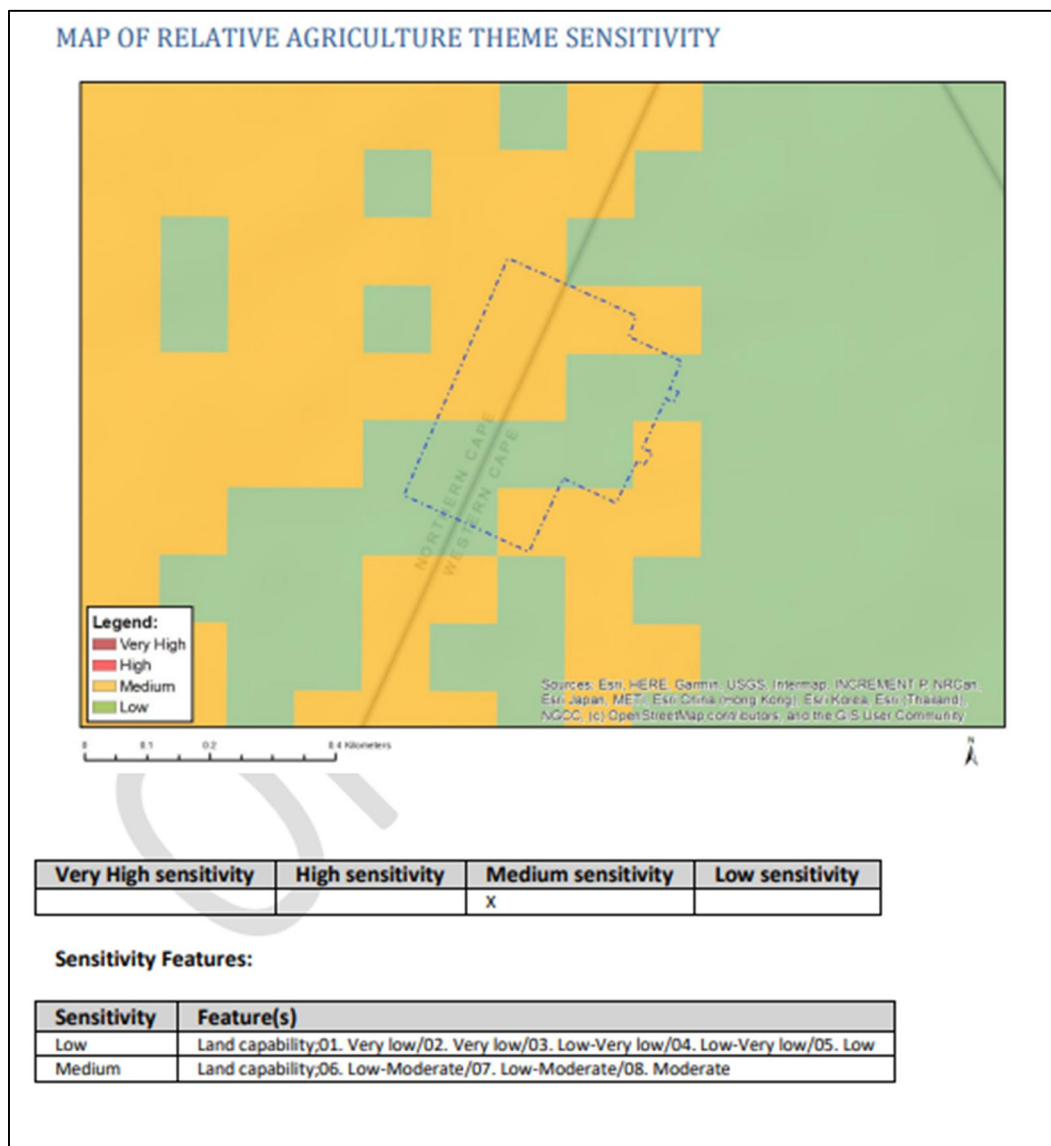 MAP OF RELATIVE AGRICULTURE THEME SENSITIVITY
NORTHERN CAPE
WESTERN CAPE
Legend:
Very High
High
Medium
Low
Sources: Esri, HERE, Garmin, USGS, Intermap, INCREMENT P, NRCan,
Esri Japan, METI, Esri China (Hong Kong), Esri Korea, Esri (Thailand),
NGCC, (c) OpenStreetMap contributors, and the GIS User Community
0 0.1 0.2 0.4 Kilometers
N
Very High sensitivity High sensitivity Medium sensitivity Low sensitivity
X
Sensitivity Features:
Sensitivity Feature(s)
Low Land capability;01. Very low/02. Very low/03. Low-Very low/04. Low-Very low/05. Low
Medium Land capability;06. Low-Moderate/07. Low-Moderate/08. Moderate